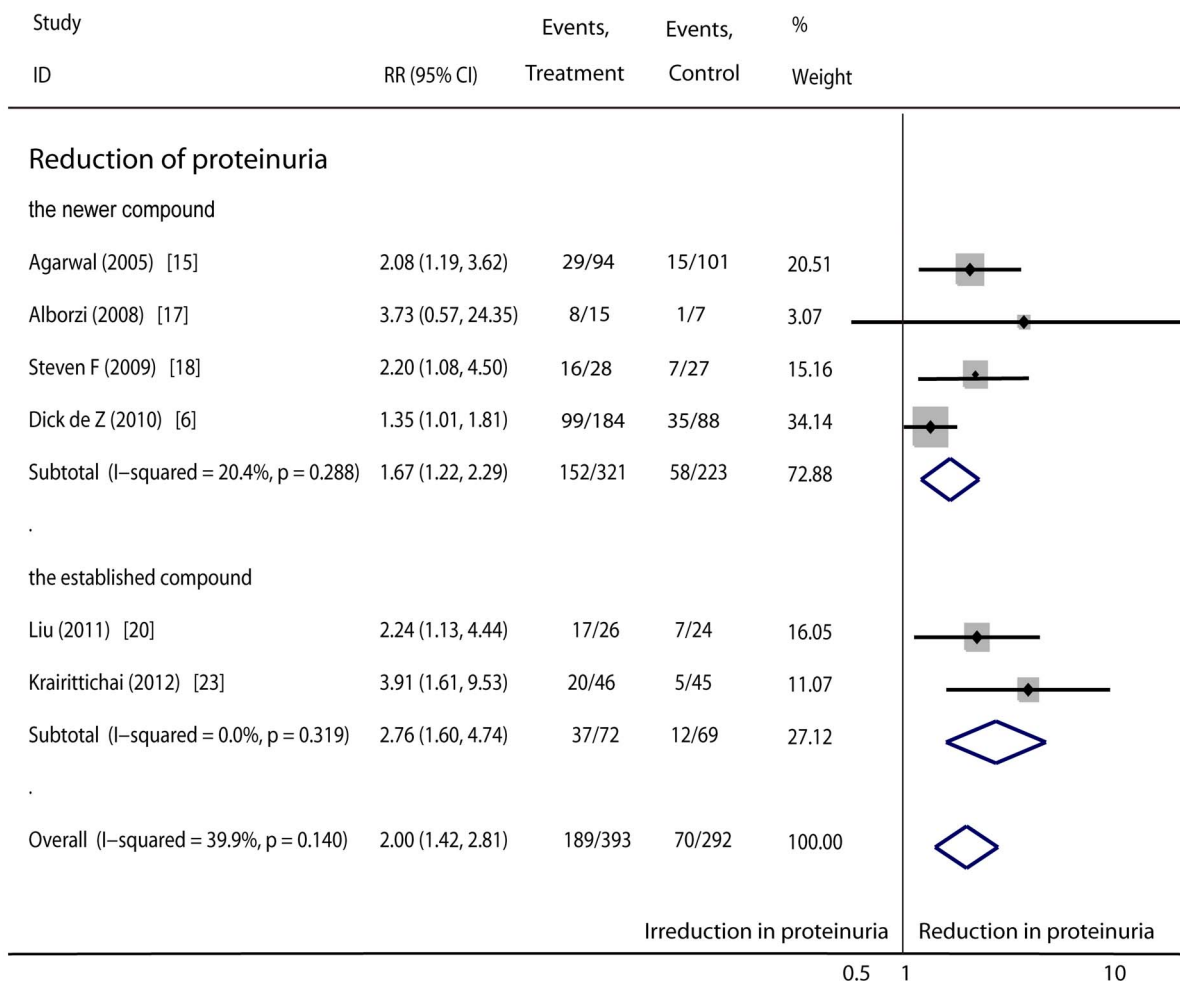 Study Events, Events, %
ID RR (95% CI) Treatment Control Weight
Reduction of proteinuria
the newer compound
Agarwal (2005) [15] 2.08 (1.19, 3.62) 29/94 15/101 20.51
Alborzi (2008) [17] 3.73 (0.57, 24.35) 8/15 1/7 3.07
Steven F (2009) [18] 2.20 (1.08, 4.50) 16/28 7/27 15.16
Dick de Z (2010) [6] 1.35 (1.01, 1.81) 99/184 35/88 34.14
Subtotal (I−squared = 20.4%, p = 0.288) 1.67 (1.22, 2.29) 152/321 58/223 72.88
.
the established compound
Liu (2011) [20] 2.24 (1.13, 4.44) 17/26 7/24 16.05
Krairittichai (2012) [23] 3.91 (1.61, 9.53) 20/46 5/45 11.07
Subtotal (I−squared = 0.0%, p = 0.319) 2.76 (1.60, 4.74) 37/72 12/69 27.12
.
Overall (I−squared = 39.9%, p = 0.140) 2.00 (1.42, 2.81) 189/393 70/292 100.00
Irreduction in proteinuria Reduction in proteinuria
0.5 1 10